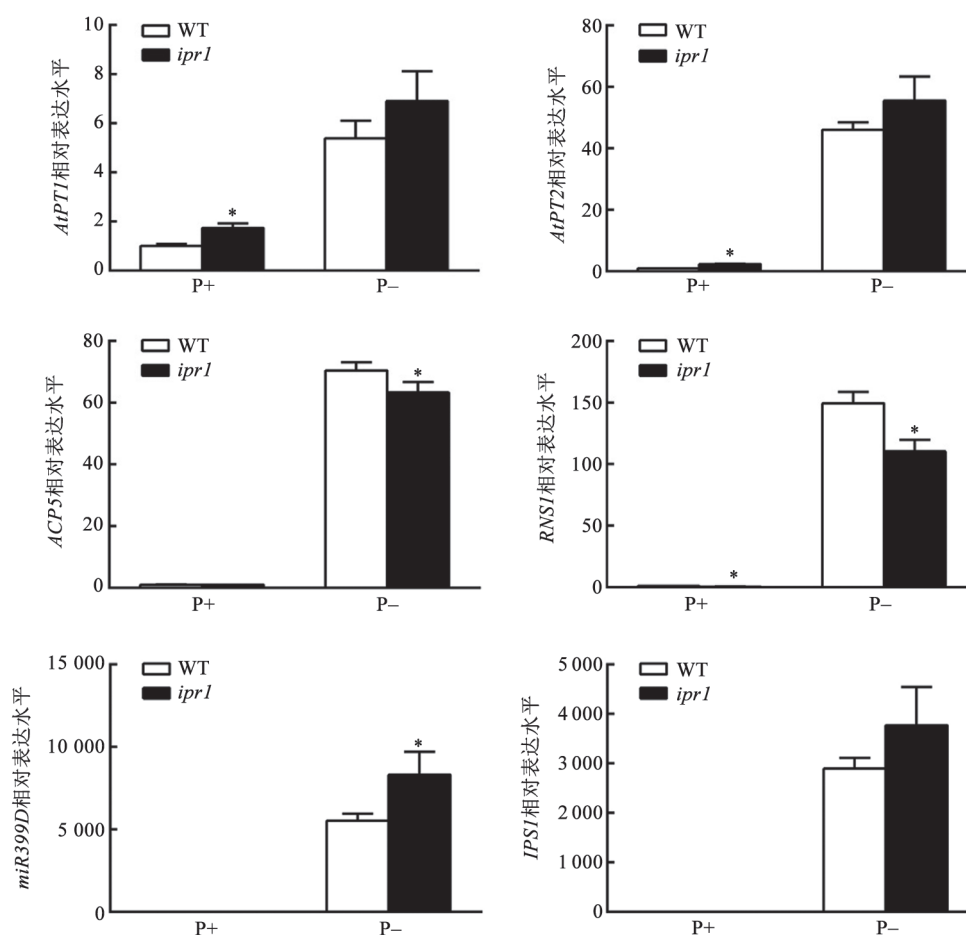 AtPT1相对表达水平
10
8
6
4
2
0
WT
ipr1
*
P+
P–
AtPT2相对表达水平
80
60
40
20
0
WT
ipr1
*
P+
P–
ACP5相对表达水平
80
60
40
20
0
WT
ipr1
*
P+
P–
RNS1相对表达水平
200
150
100
50
0
WT
ipr1
*
*
P+
P–
miR399D相对表达水平
15 000
10 000
5 000
0
WT
ipr1
*
P+
P–
IPS1相对表达水平
5 000
4 000
3 000
2 000
1 000
0
WT
ipr1
P+
P–